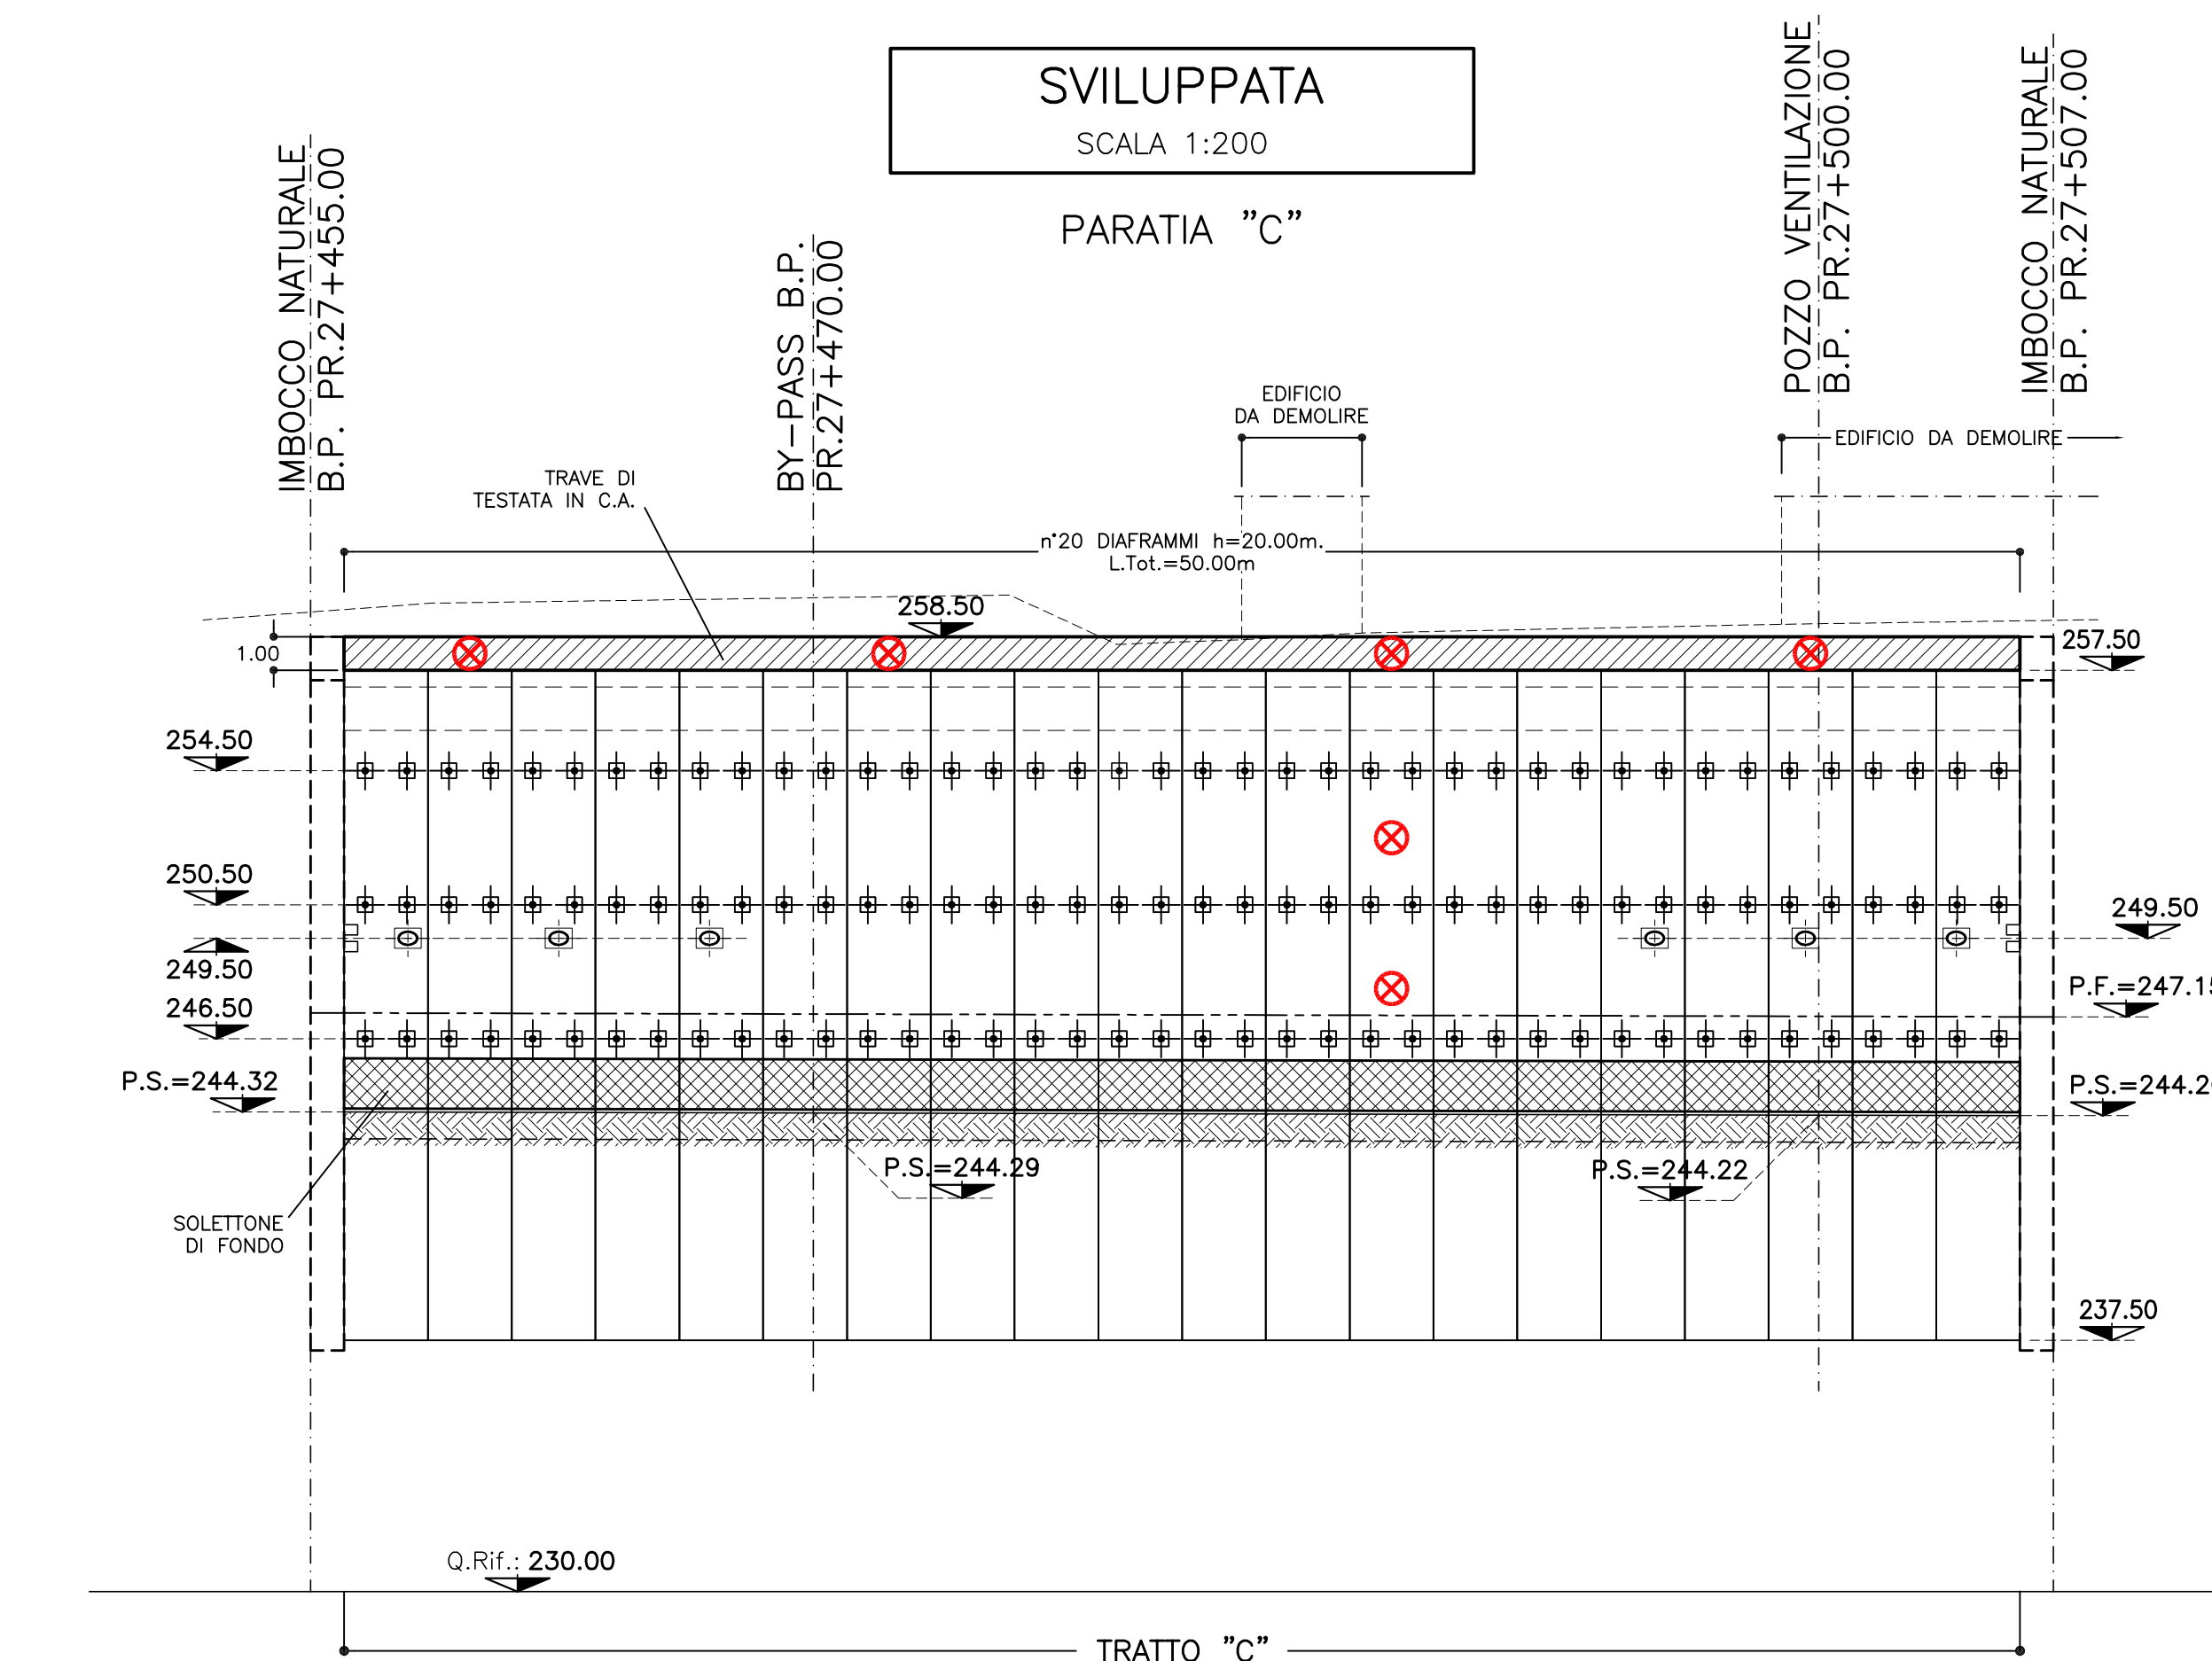 SVILUPPATA
SCALA 1:200
PARATIA ”C”
IMBOCCO NATURALE
B.P. PR.27+455.00
BY-PASS B.P.
PR.27+470.00
POZZO VENTILAZIONE
B.P. PR.27+500.00
IMBOCCO NATURALE
B.P. PR.27+507.00
EDIFICIO
DA DEMOLIRE
EDIFICIO DA DEMOLIRE
TRAVE DI
TESTATA IN C.A.
n°20 DIAFRAMMI h=20.00m.
L.Tot.=50.00m
258.50
257.50
1.00
254.50
250.50
249.50
249.50
246.50
P.F.=247.15
P.S.=244.32
P.S.=244.2
P.S.=244.29
P.S.=244.22
SOLETTONE
DI FONDO
237.50
Q.Rif.: 230.00
TRATTO ”C”